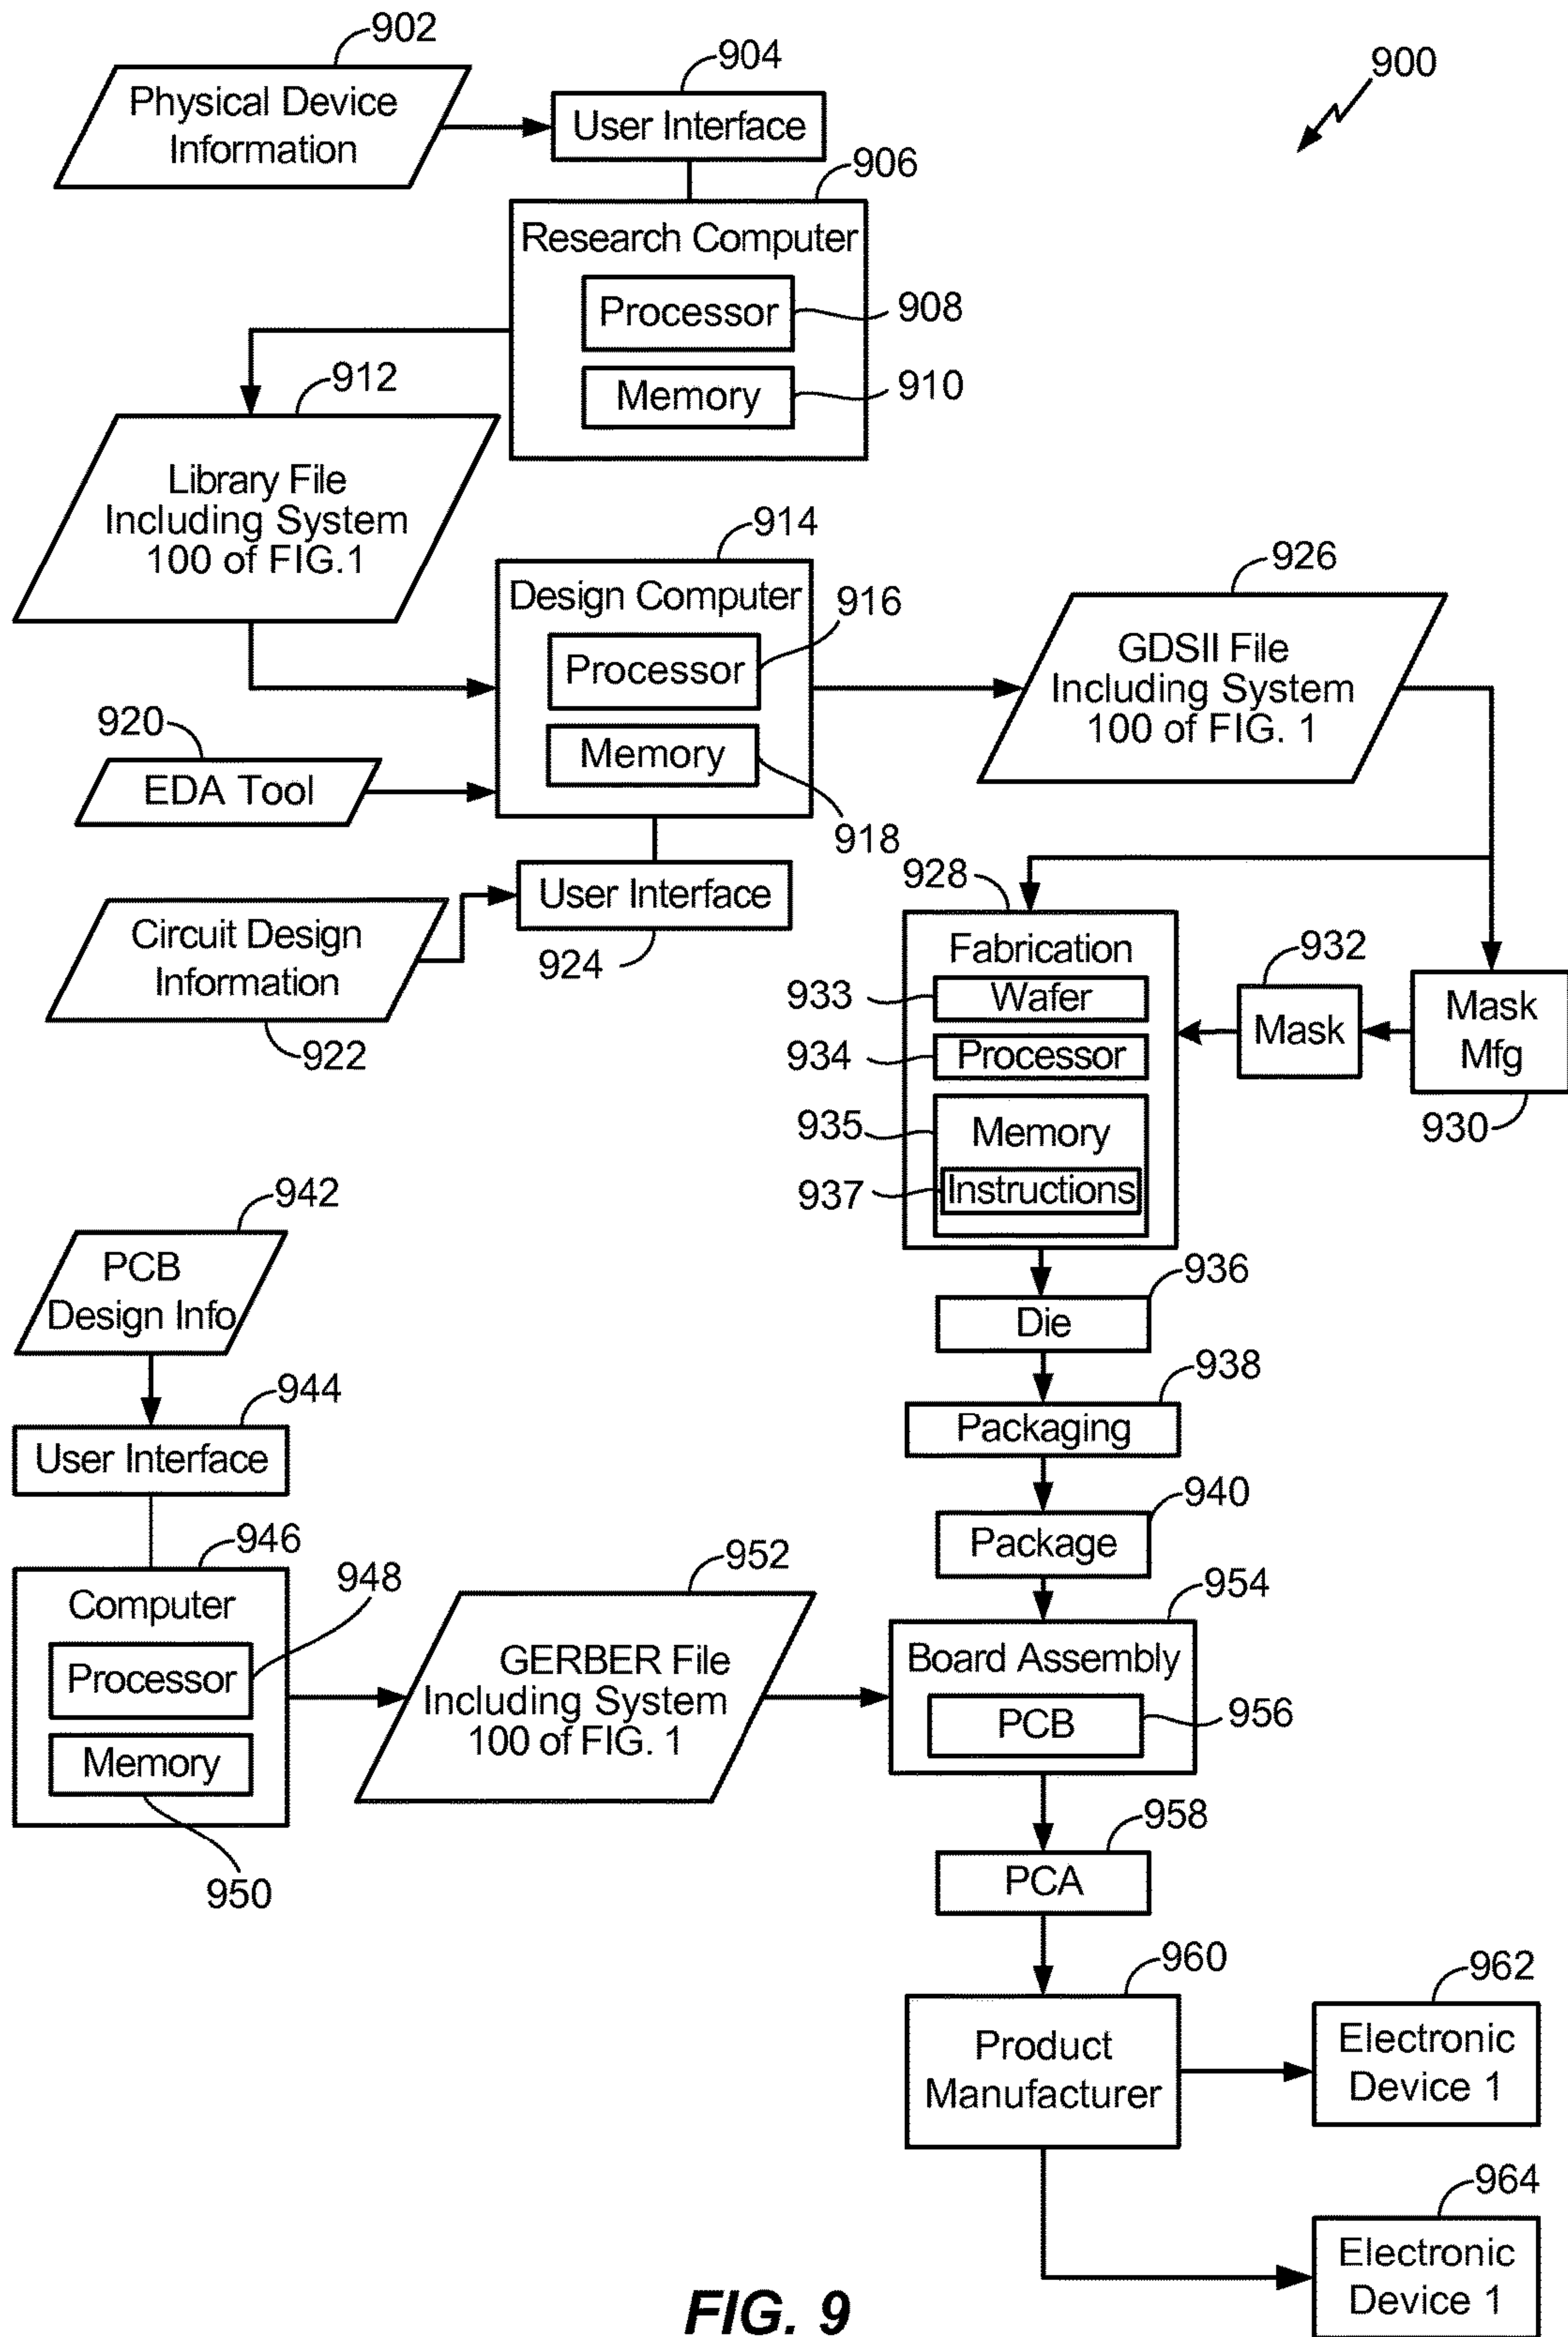 902
Physical Device
Information
904
User Interface
900
906
Research Computer
Processor
908
Memory
910
912
Library File
Including System
100 of FIG.1
914
Design Computer
Processor
916
Memory
918
920
EDA Tool
926
GDSII File
Including System
100 of FIG. 1
Circuit Design
Information
922
User Interface
924
928
Fabrication
933
Wafer
934
Processor
935
Memory
937
Instructions
932
Mask
Mask
Mfg
930
936
Die
938
Packaging
940
Package
942
PCB
Design Info
944
User Interface
946
Computer
948
Processor
Memory
950
952
GERBER File
Including System
100 of FIG. 1
954
Board Assembly
PCB
956
958
PCA
960
Product
Manufacturer
962
Electronic
Device 1
964
Electronic
Device 1
FIG. 9